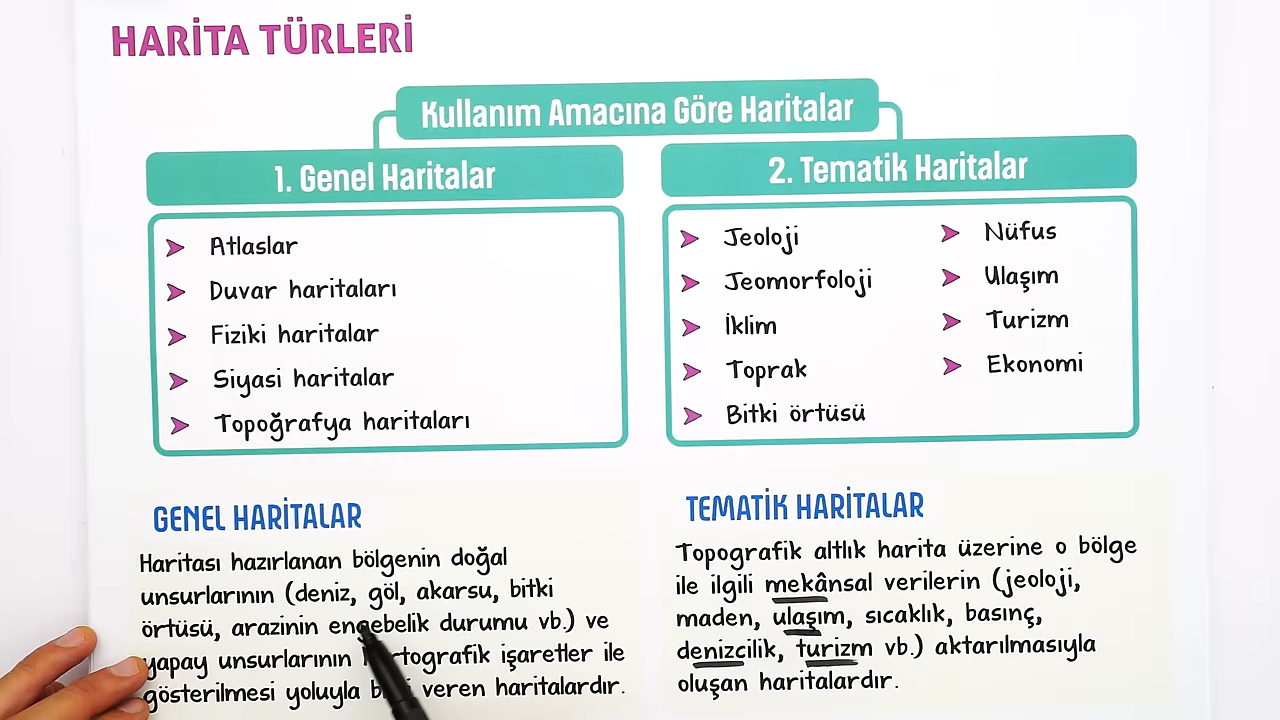 HARİTA TÜRLERİ
Kullanım Amacına Göre Haritalar
1. Genel Haritalar
Atlaslar
Duvar haritaları
Fiziki haritalar
Siyasi haritalar
Topoğrafya haritaları
2. Tematik Haritalar
Jeoloji
Jeomorfoloji
İklim
Toprak
Bitki örtüsü
Nüfus
Ulaşım
Turizm
Ekonomi
GENEL HARİTALAR
Haritası hazırlanan bölgenin doğal
unsurlarının (deniz, göl, akarsu, bitki
örtüsü, arazinin engebelik durumu vb.) ve
yapay unsurlarının kartografik işaretler ile
gösterilmesi yoluyla veren haritalardır.
TEMATİK HARİTALAR
Topografik altlık harita üzerine o bölge
ile ilgili mekânsal verilerin (jeoloji,
maden, ulaşım, sıcaklık, basınç,
denizcilik, turizm vb.) aktarılmasıyla
oluşan haritalardır.